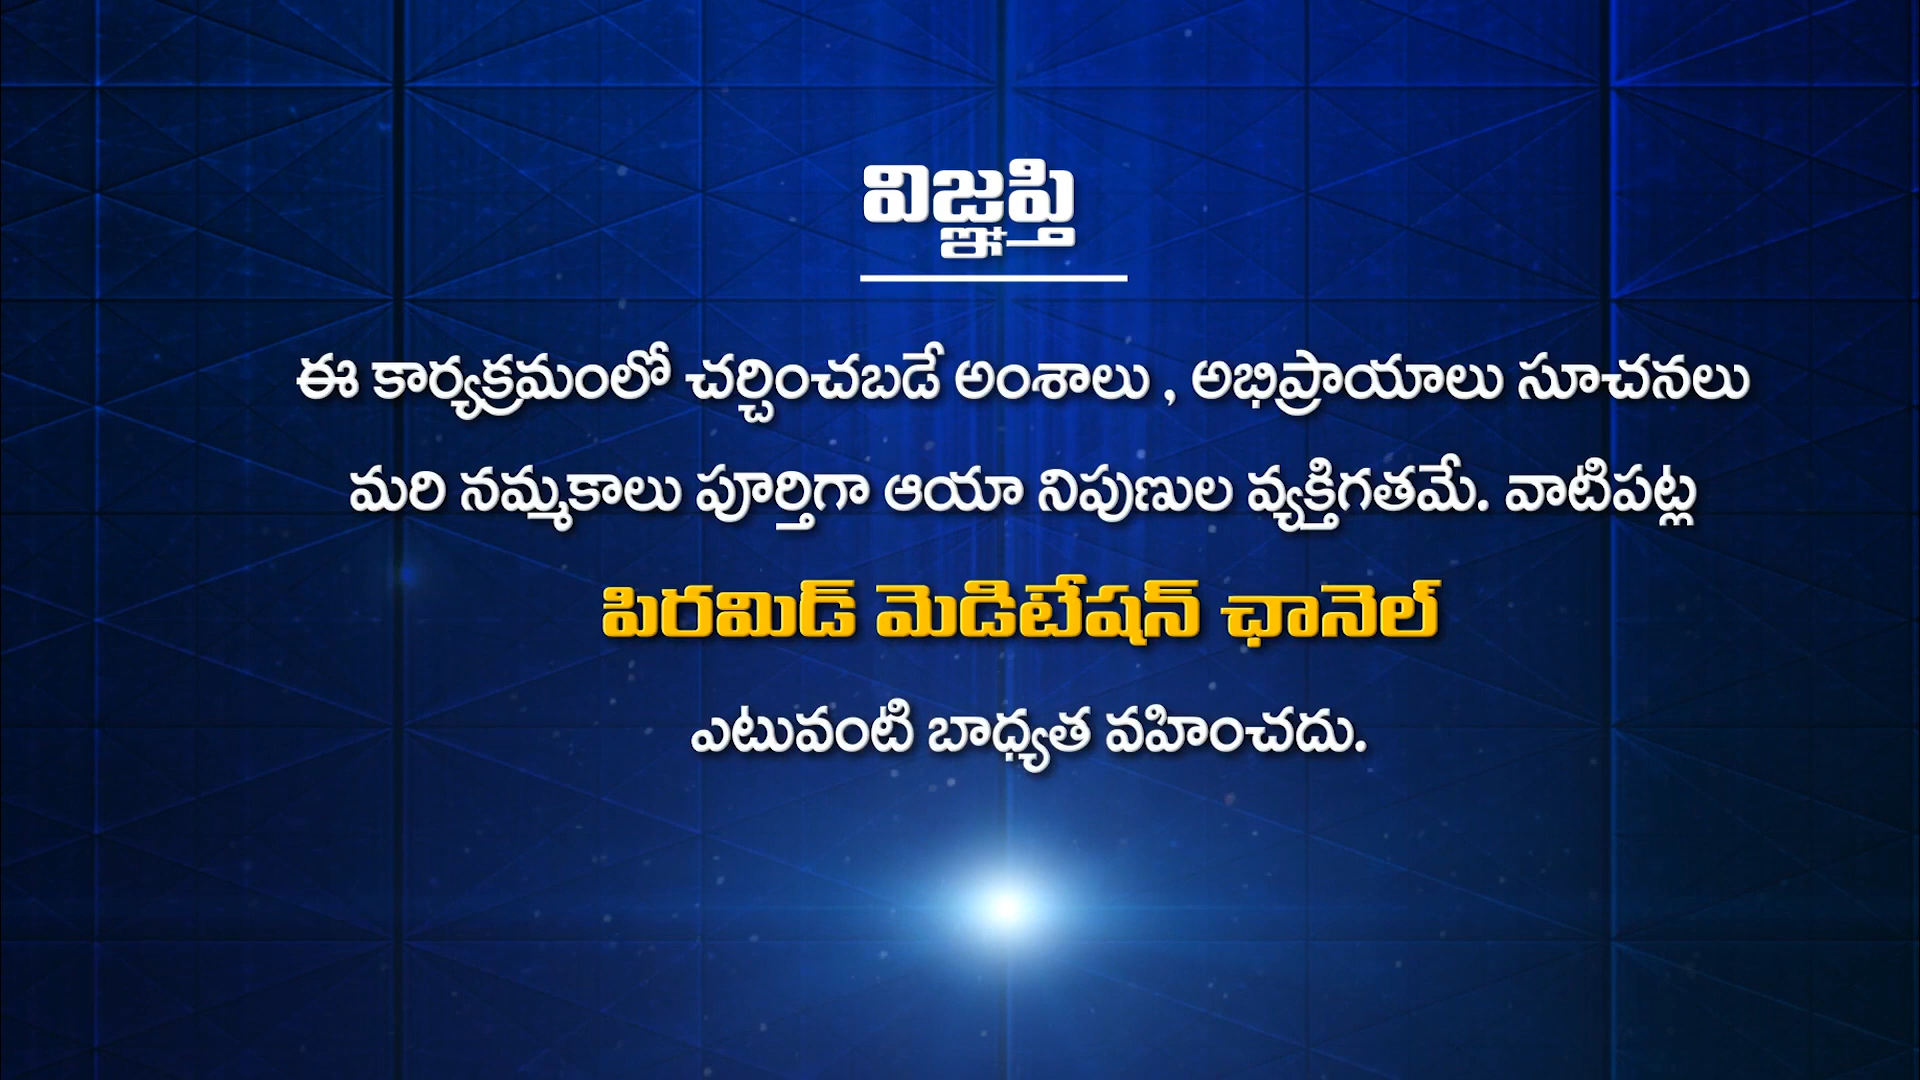 విజ్ఞప్తి
ఈ కార్యక్రమంలో చర్చించబడే అంశాలు , అభిప్రాయాలు సూచనలు
మరి నమ్మకాలు పూర్తిగా ఆయా నిపుణుల వ్యక్తిగతమే. వాటిపట్ల
పిరమిడ్ మెడిటేషన్ ఛానెల్
ఎటువంటి బాధ్యత వహించదు.